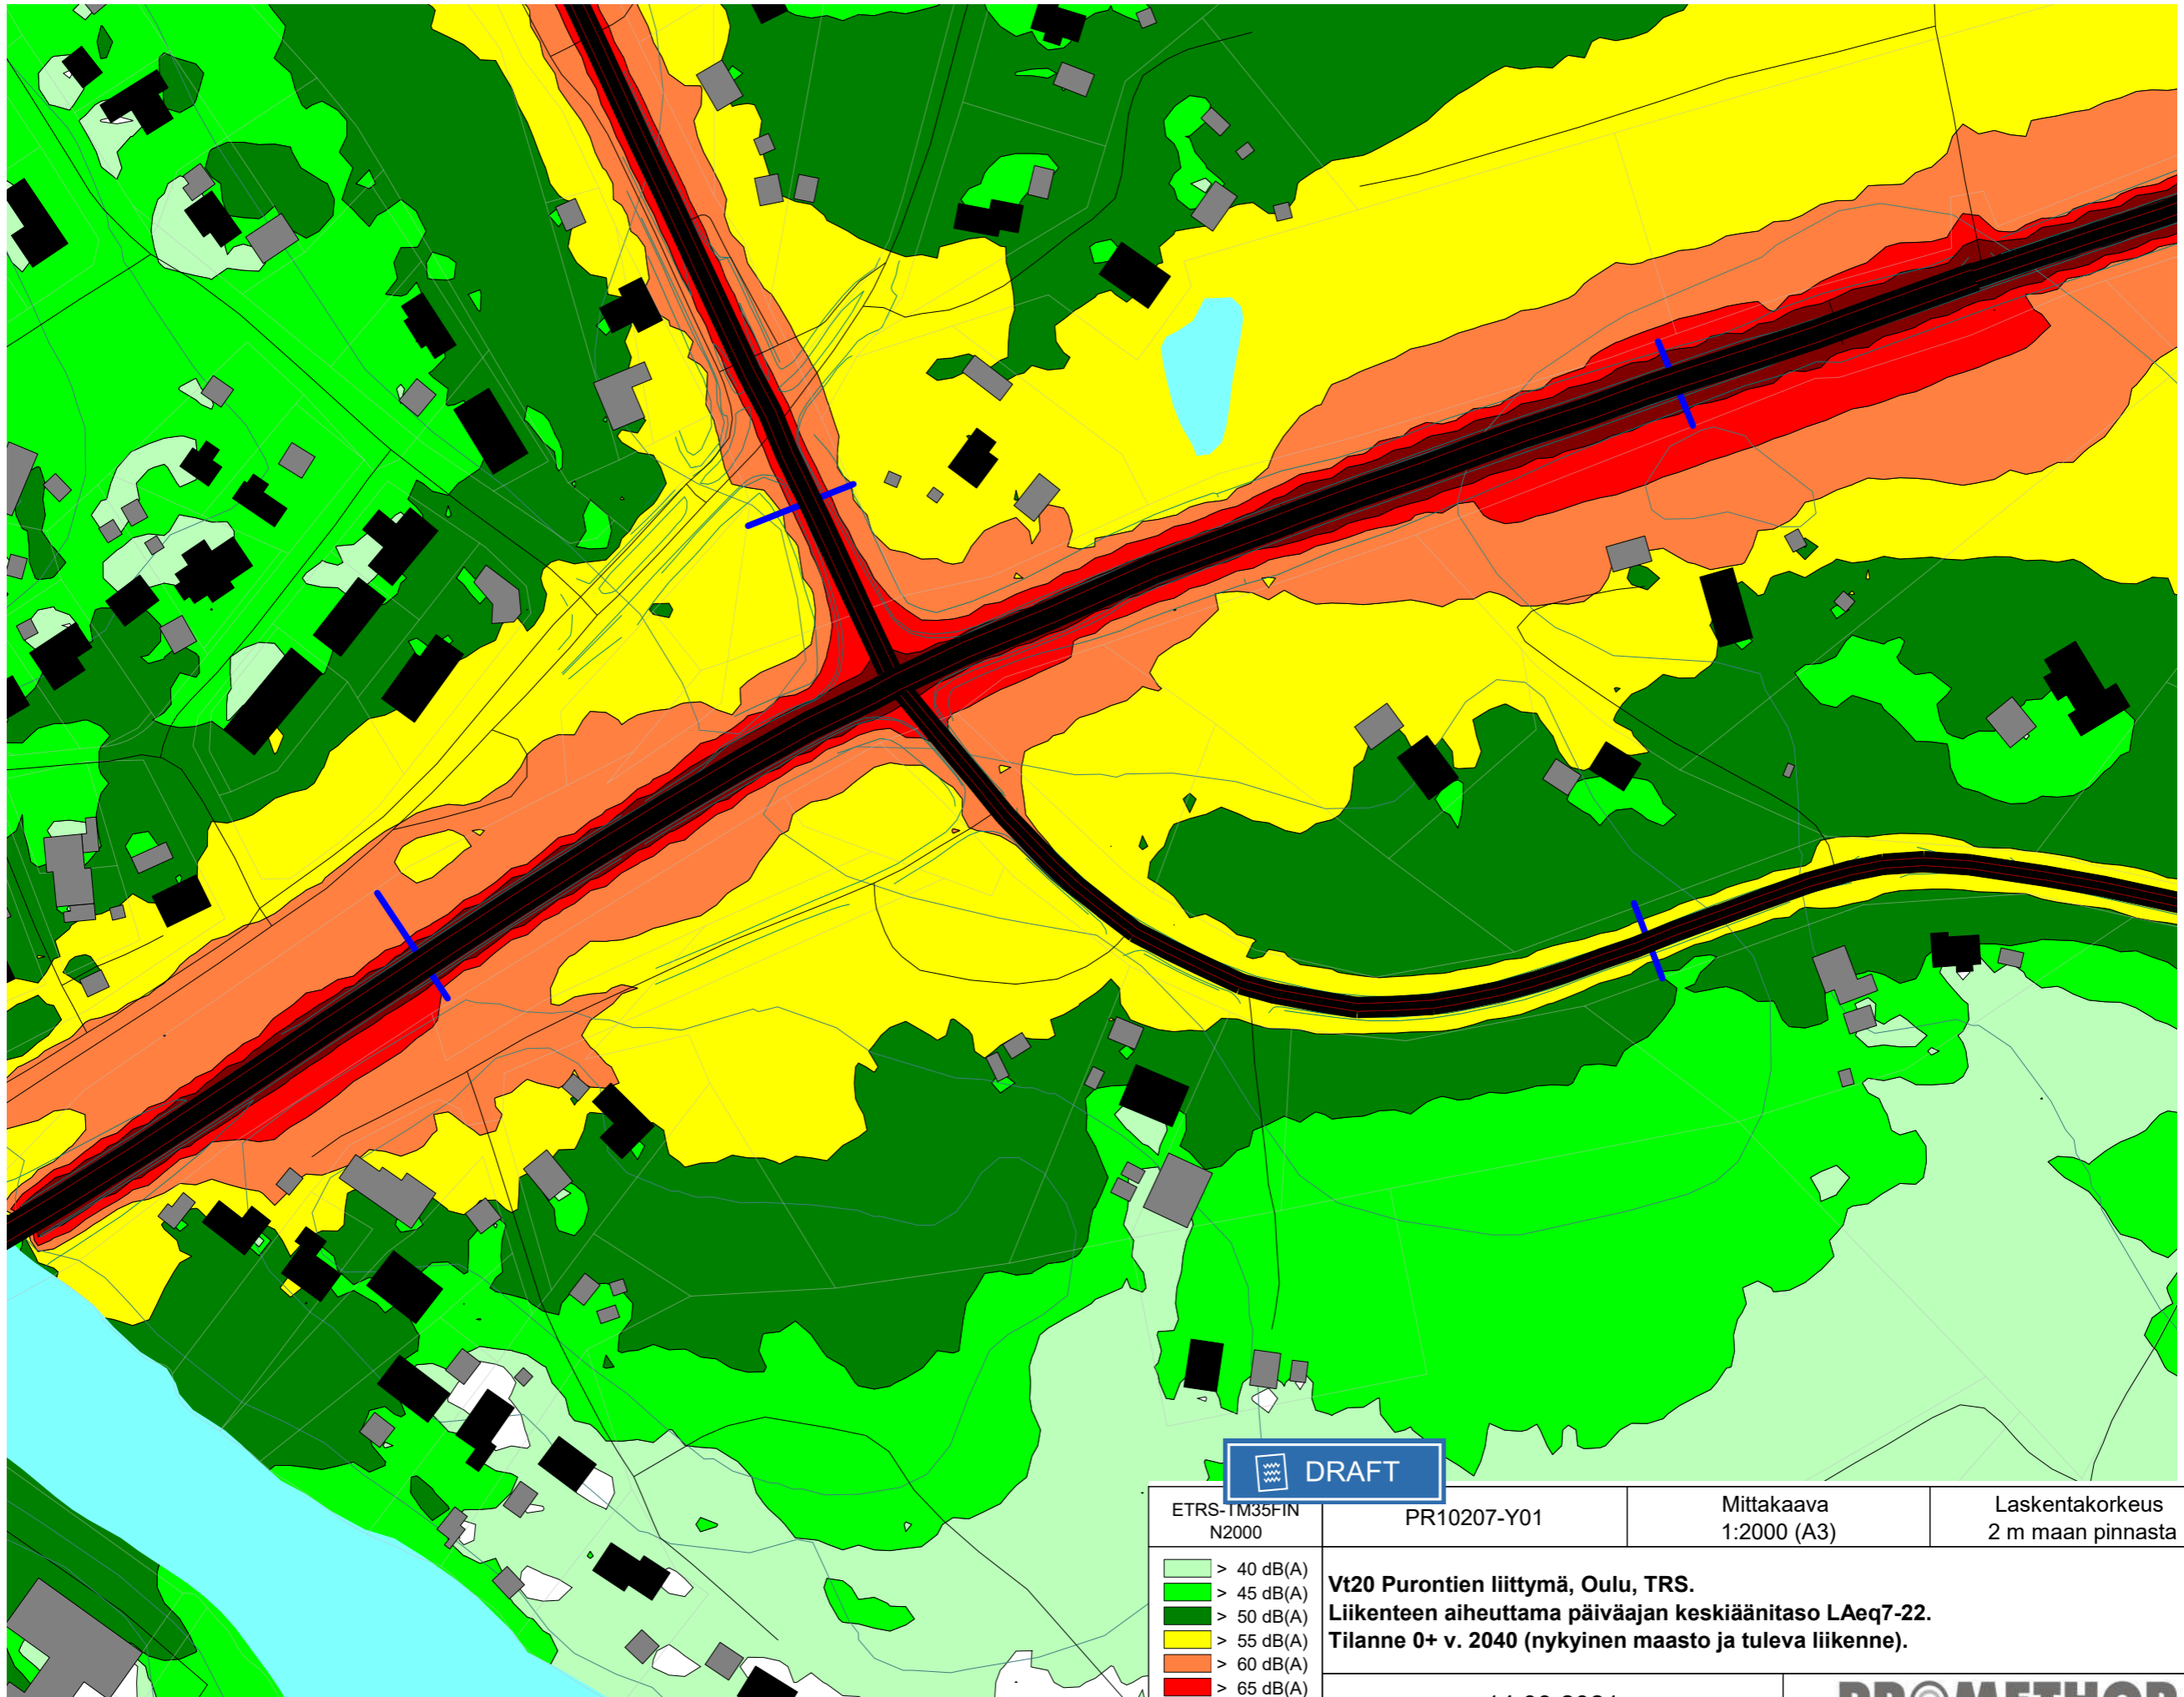 DRAFT
ETRS-TM35FIN
N2000
PR10207-Y01
Mittakaava
1:2000 (A3)
Laskentakorkeus
2 m maan pinnasta
> 40 dB(A)
> 45 dB(A)
> 50 dB(A)
> 55 dB(A)
> 60 dB(A)
> 65 dB(A)
Vt20 Purontien liittymä, Oulu, TRS.
Liikenteen aiheuttama päiväajan keskiäänitaso LAeq7-22.
Tilanne 0+ v. 2040 (nykyinen maasto ja tuleva liikenne).
PROMETHOR